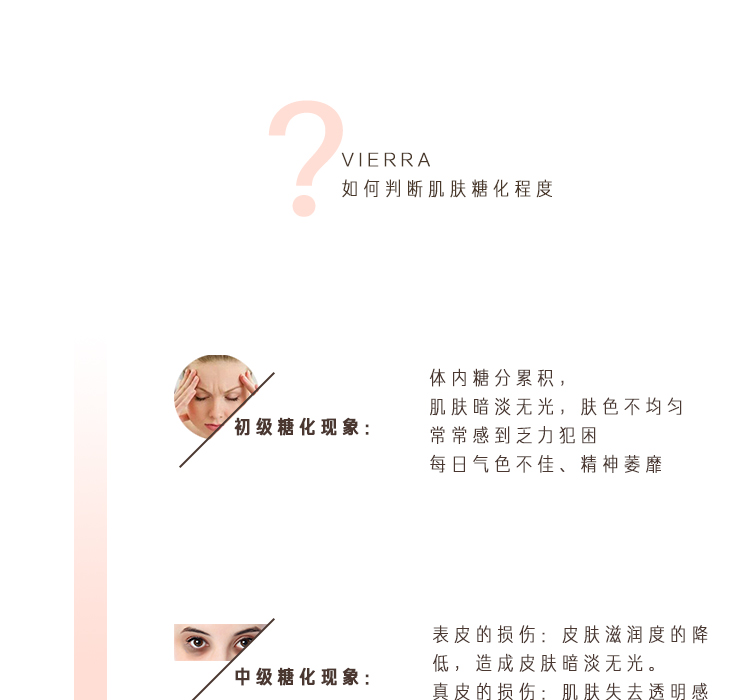 ?
VIERRA
如何判断肌肤糖化程度
初级糖化现象：
体内糖分累积，
肌肤暗淡无光，肤色不均匀
常常感到乏力犯困
每日气色不佳、精神萎靡
中级糖化现象：
表皮的损伤：皮肤滋润度的降
低，造成皮肤暗淡无光。
真皮的损伤：肌肤失去透明感